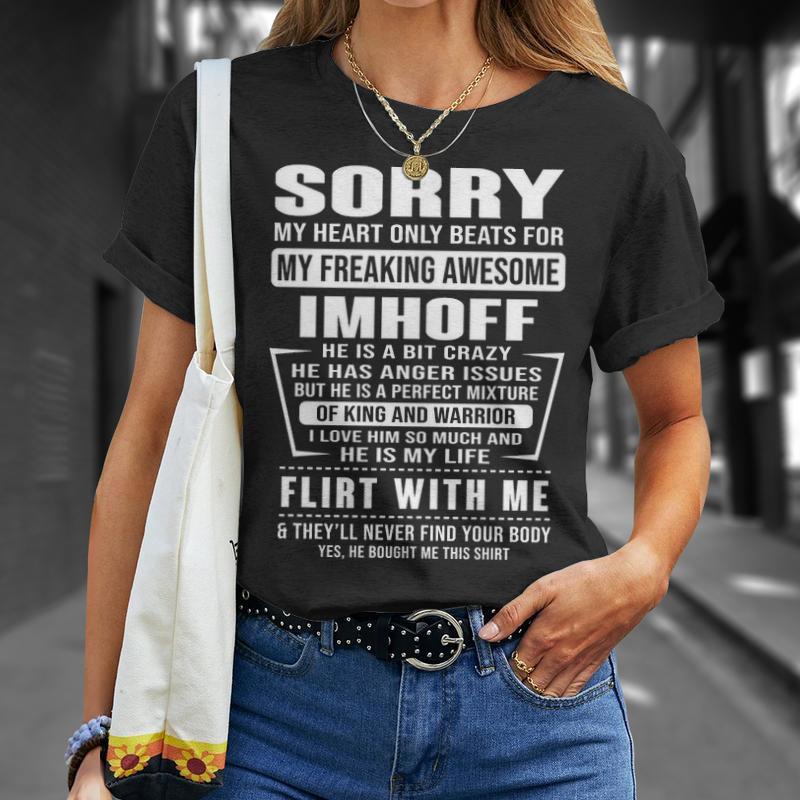 SORRY
MY HEART ONLY BEATS FOR
MY FREAKING AWESOME
IMHOFF
HE IS A BIT CRAZY
HE HAS ANGER ISSUES
BUT HE IS A PERFECT MIXTURE
OF KING AND WARRIOR
I LOVE HIM SO MUCH AND
HE IS MY LIFE
FLIRT WITH ME
& THEY'LL NEVER FIND YOUR BODY
YES, HE BOUGHT ME THIS SHIRT